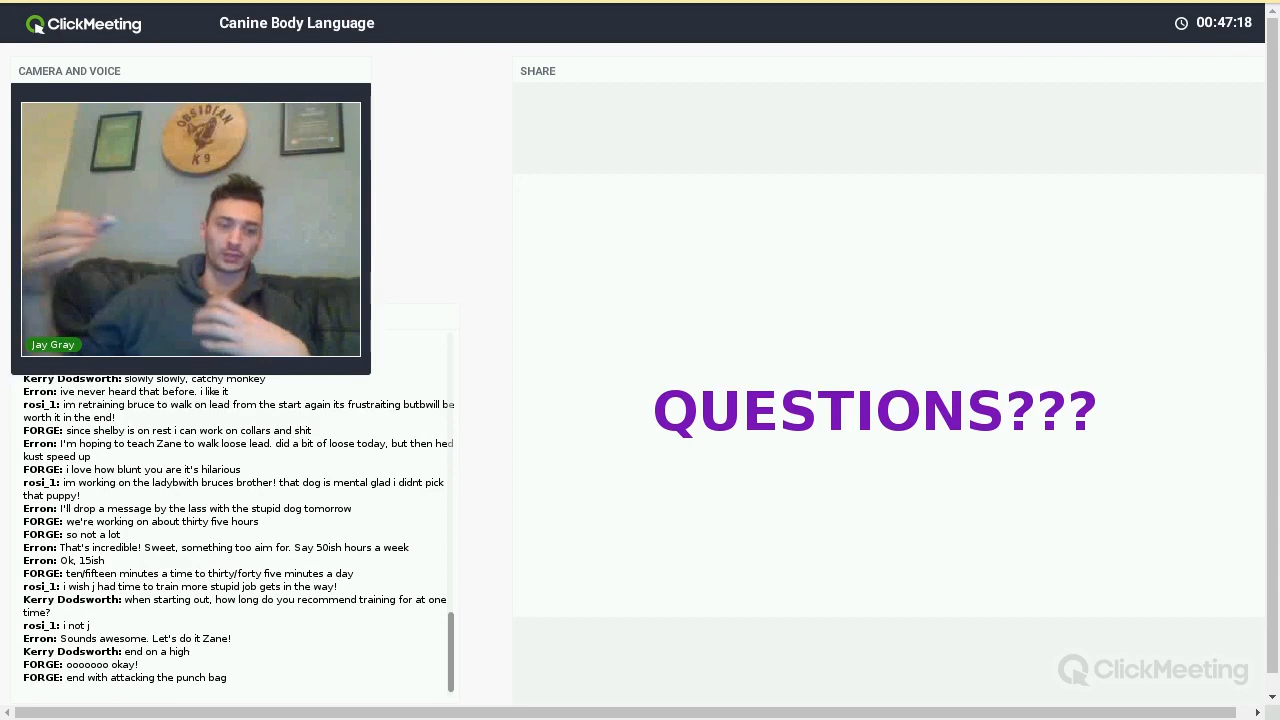 ClickMeeting
Canine Body Language
00:47:18
CAMERA AND VOICE
SHARE
OBSIDIAN
K9
Jay Gray
Kerry Dodsworth: slowly slowly, catchy monkey
Erron: ive never heard that before. i like it
rosi_1: im retraining bruce to walk on lead from the start again its frustraiting butbwill be
worth it in the end!
FORGE: since shelby is on rest i can work on collars and shit
Erron: I'm hoping to teach Zane to walk loose lead. did a bit of loose today, but then hed
kust speed up
FORGE: i love how blunt you are it's hilarious
rosi_1: im working on the ladybwith bruces brother! that dog is mental glad i didnt pick
that puppy!
Erron: I'll drop a message by the lass with the stupid dog tomorrow
FORGE: we're working on about thirty five hours
FORGE: so not a lot
Erron: That's incredible! Sweet, something too aim for. Say 50ish hours a week
Erron: Ok, 15ish
FORGE: ten/fifteen minutes a time to thirty/forty five minutes a day
rosi_1: i wish j had time to train more stupid job gets in the way!
Kerry Dodsworth: when starting out, how long do you recommend training for at one
time?
rosi_1: i not j
Erron: Sounds awesome. Let's do it Zane!
Kerry Dodsworth: end on a high
FORGE: ooooooo okay!
FORGE: end with attacking the punch bag
QUESTIONS???
ClickMeeting